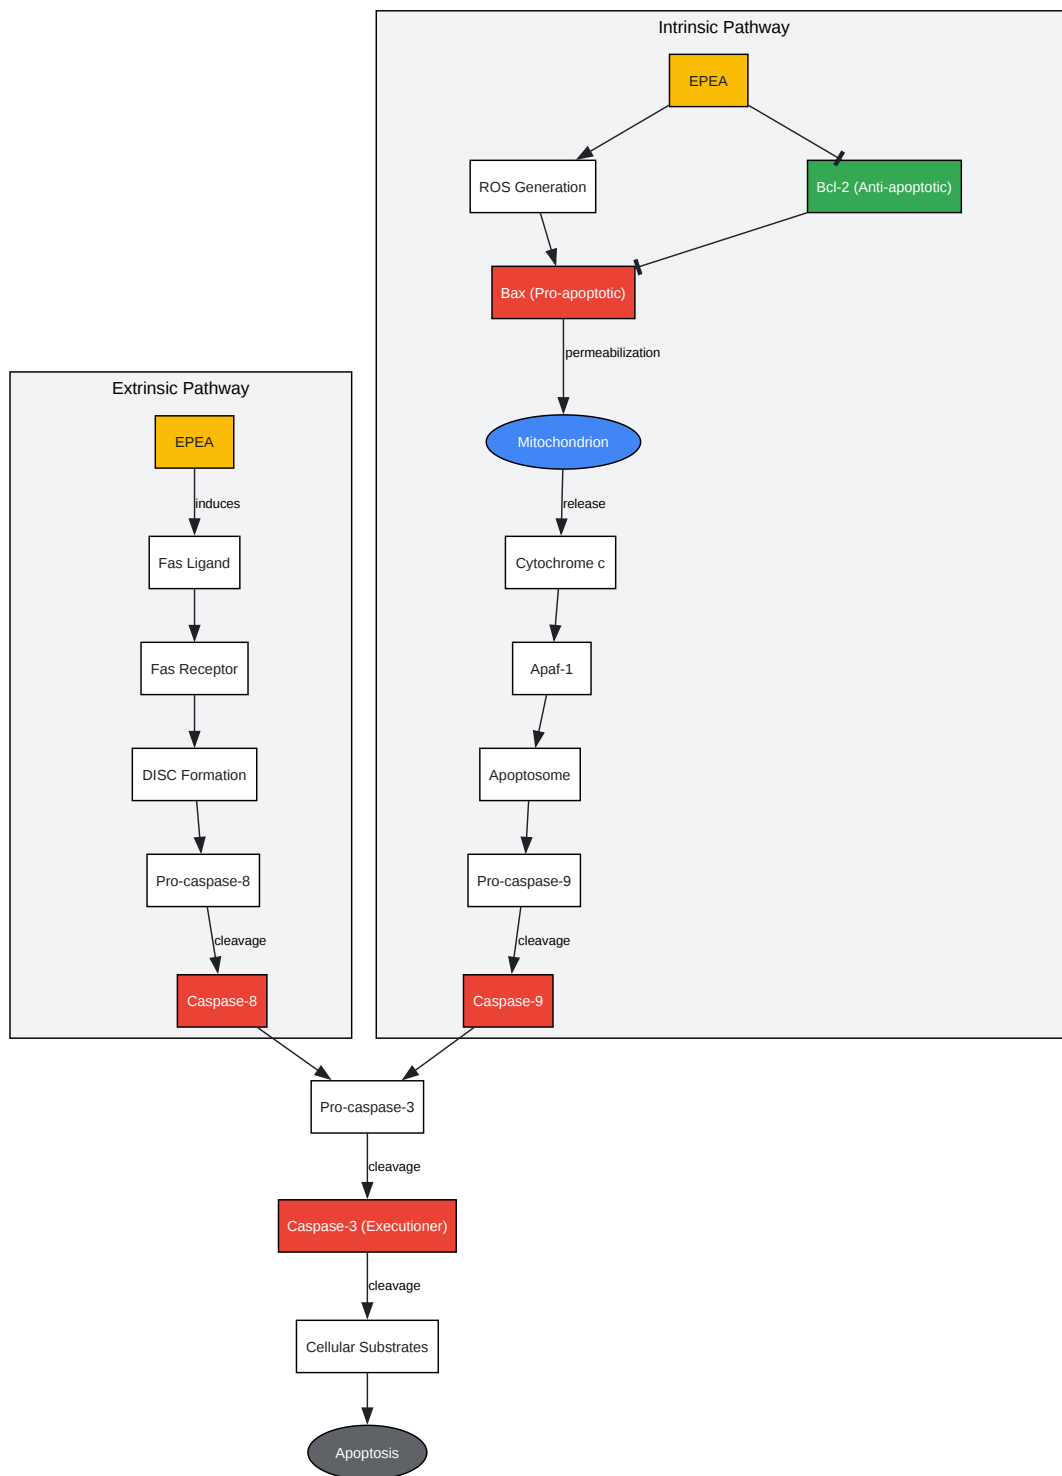 Intrinsic Pathway
EPEA
ROS Generation
Bcl-2 (Anti-apoptotic)
Bax (Pro-apoptotic)
permeabilization
Mitochondrion
release
Cytochrome c
Apaf-1
Apoptosome
Pro-caspase-9
cleavage
Caspase-9
Extrinsic Pathway
EPEA
induces
Fas Ligand
Fas Receptor
DISC Formation
Pro-caspase-8
cleavage
Caspase-8
Pro-caspase-3
cleavage
Caspase-3 (Executioner)
cleavage
Cellular Substrates
Apoptosis